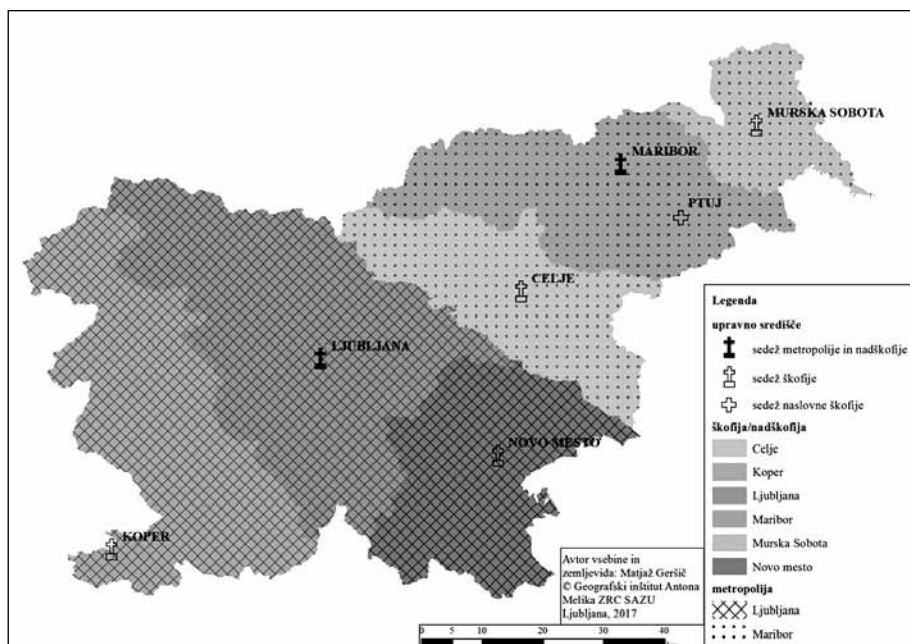 MURSKA SOBOTA
MARIBOR
PTUJ
CELJE
LJUBLJANA
NOVO MESTO
KOPER
Legenda
upravno središče
sedež metropolije in nadškofije
sedež škofije
sedež naslovne škofije
škofija/nadškofija
Celje
Koper
Ljubljana
Maribor
Murska Sobota
Novo mesto
metropolija
Ljubljana
Maribor
Avtor vsebine in
zemljevida: Matjaž Geršič
© Geografski inštitut Antona
Melika ZRC SAZU
Ljubljana, 2017
0 5 10 20 30 40